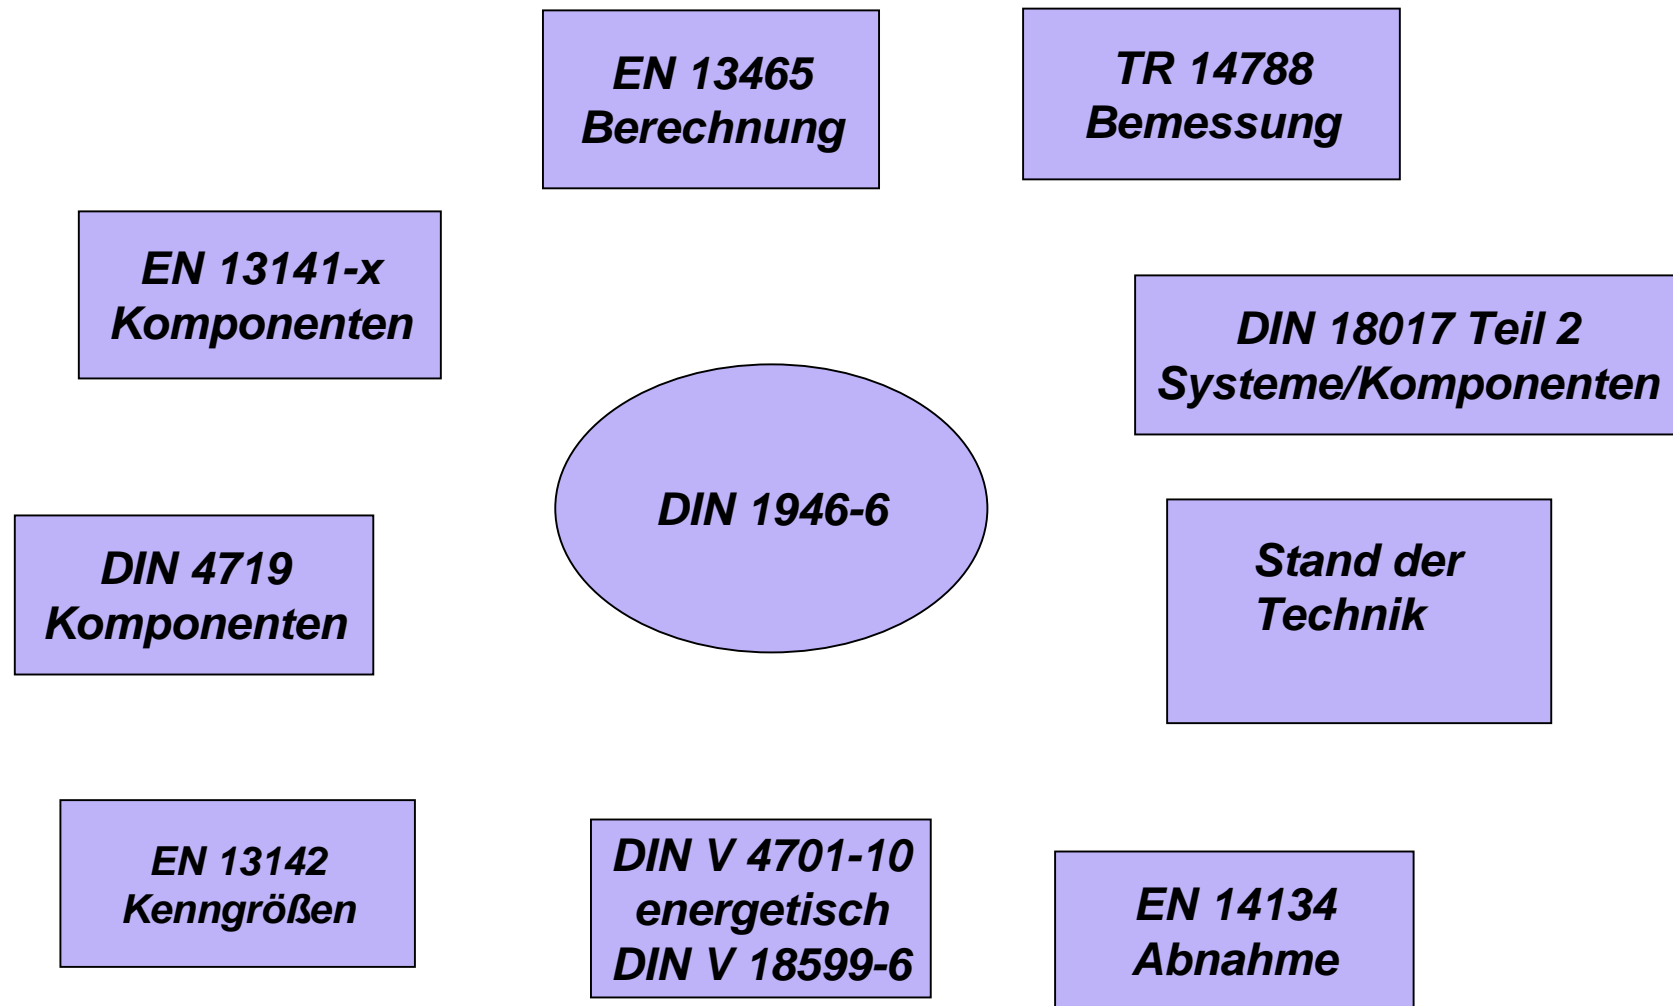 EN 13465
Berechnung
TR 14788
Bemessung
EN 13141-x
Komponenten
DIN 18017 Teil 2
Systeme/Komponenten
DIN 1946-6
DIN 4719
Komponenten
Stand der
Technik
EN 13142
Kenngrößen
DIN V 4701-10
energetisch
DIN V 18599-6
EN 14134
Abnahme